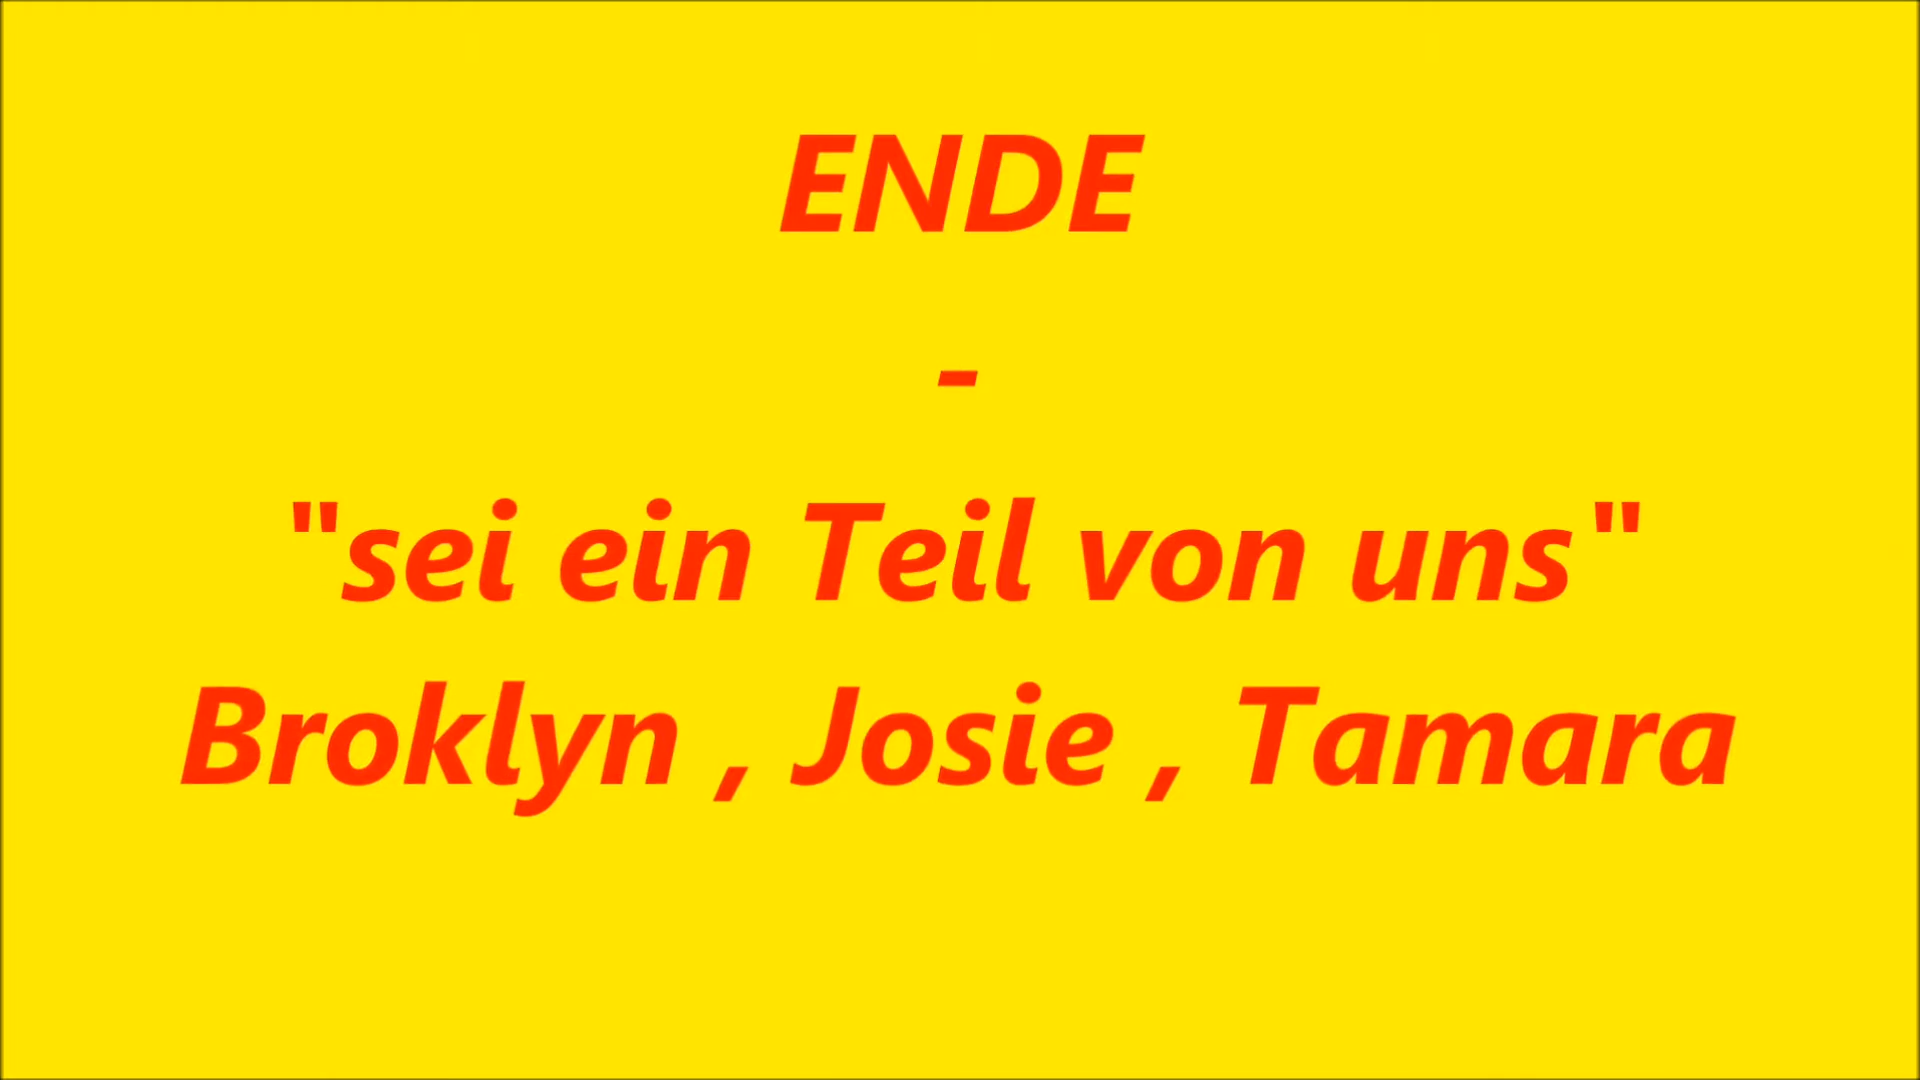 ENDE
-
"sei ein Teil von uns"
Broklyn , Josie , Tamara